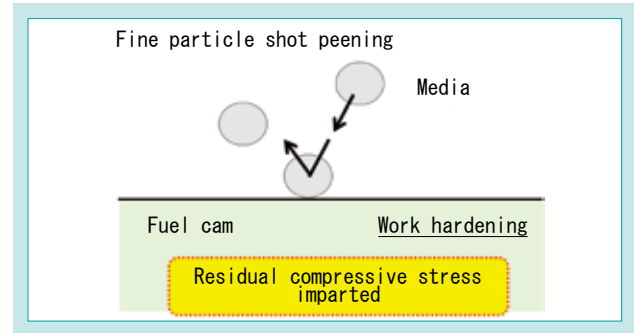 Fine particle shot peening
Media
Fuel cam
Work hardening
Residual compressive stress
imparted